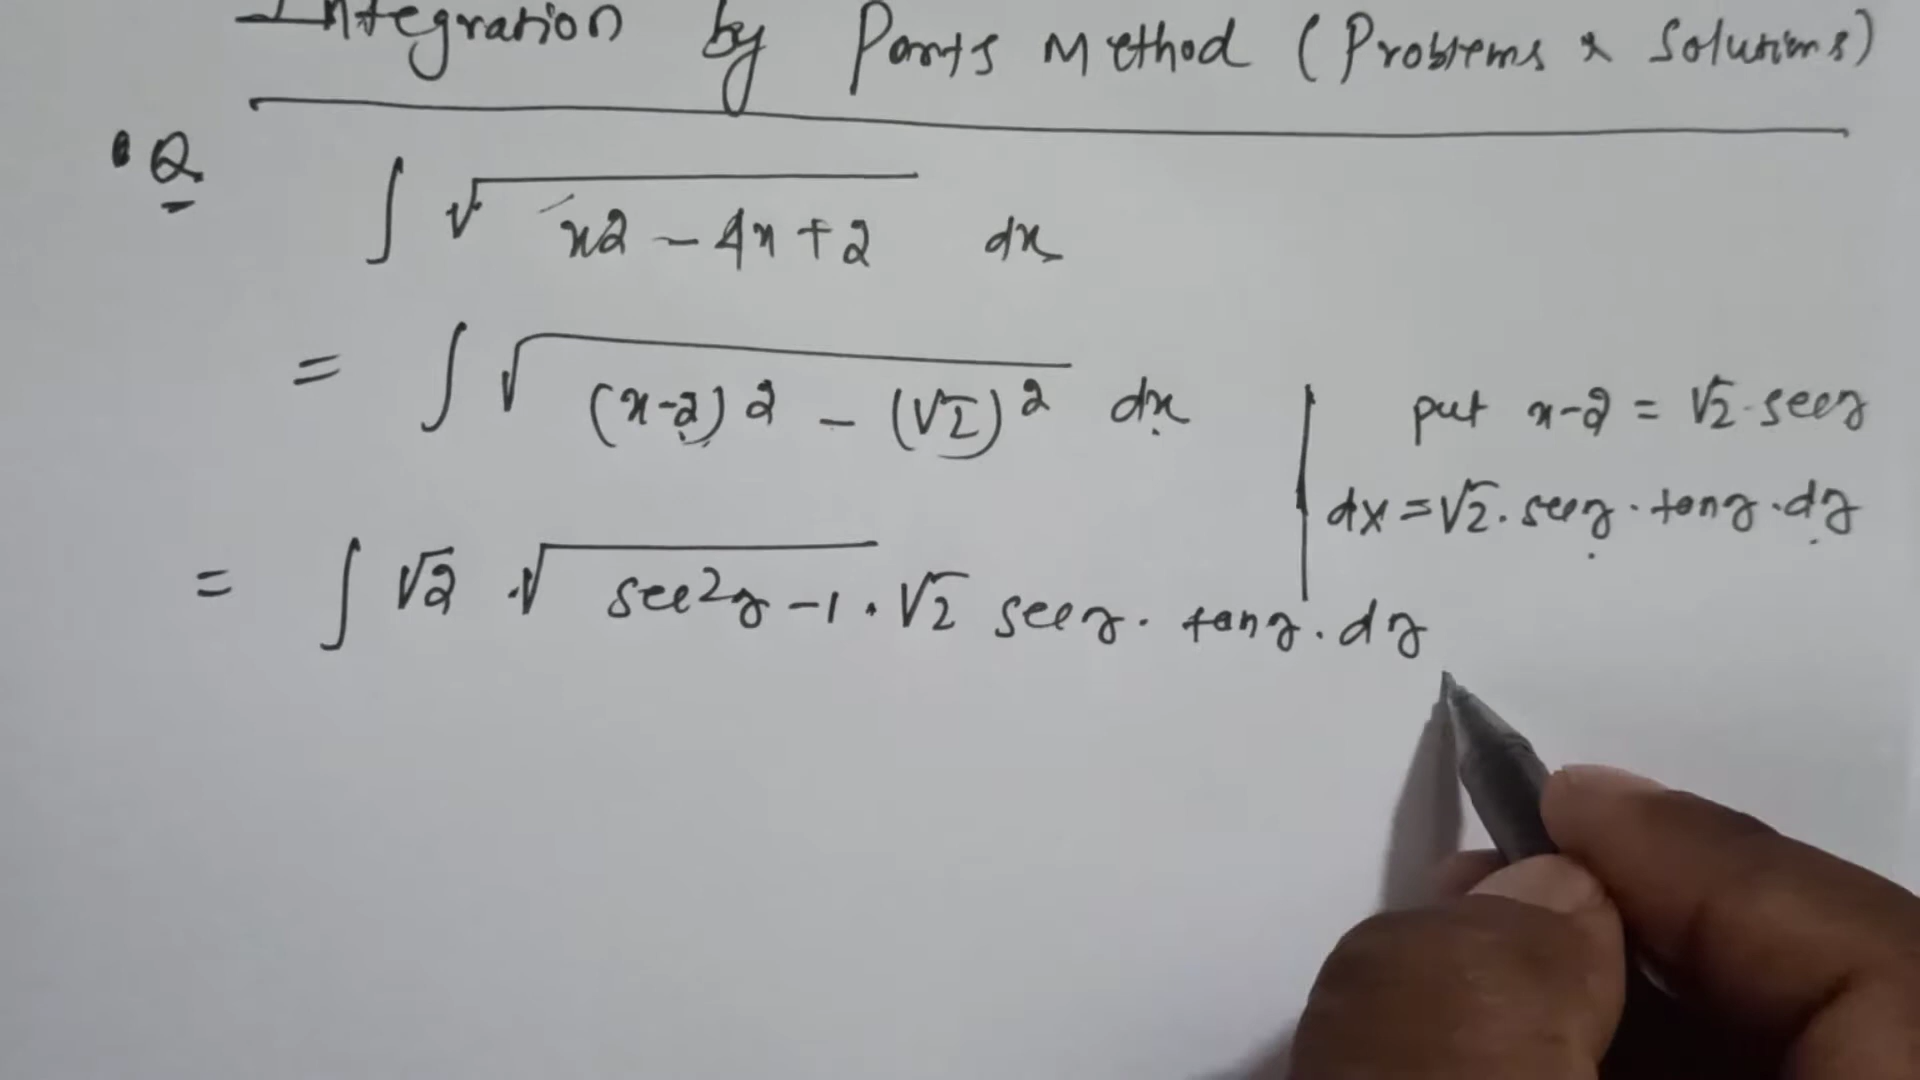 Integration by Parts Method (Problems & Solutions)
Q
∫ √(x2 - 4x + 2) dx
= ∫ √((x-2)2 - (√2)2) dx
put x-2 = √2 · secz
dx = √2 · secz · tanz · dz
= ∫ √2 · √(sec2z - 1) · √2 secz · tanz · dz